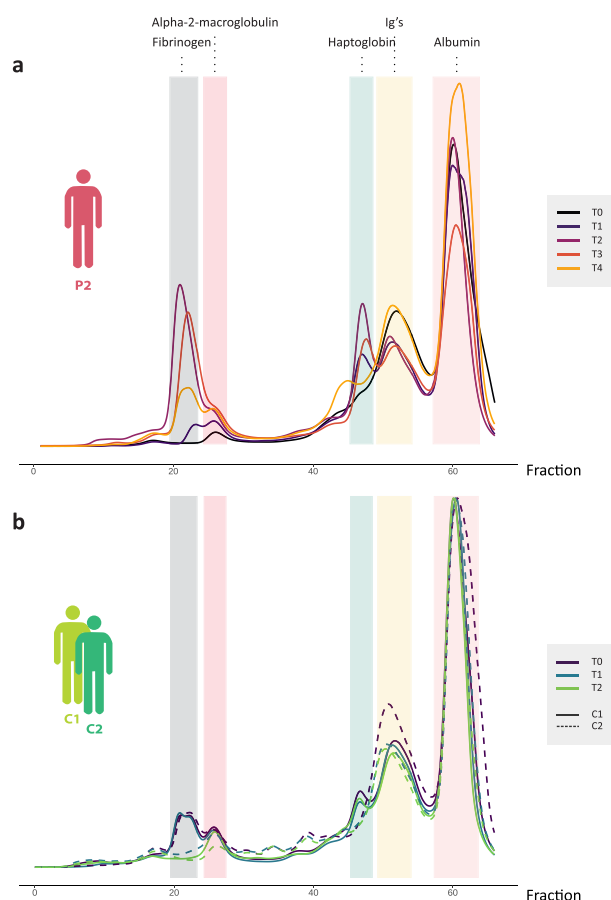 Alpha-2-macroglobulin Ig's
Fibrinogen Haptoglobin Albumin
a
P2
T0
T1
T2
T3
T4
0 20 40 60 Fraction
b
C1
C2
T0
T1
T2
C1
C2
0 20 40 60 Fraction